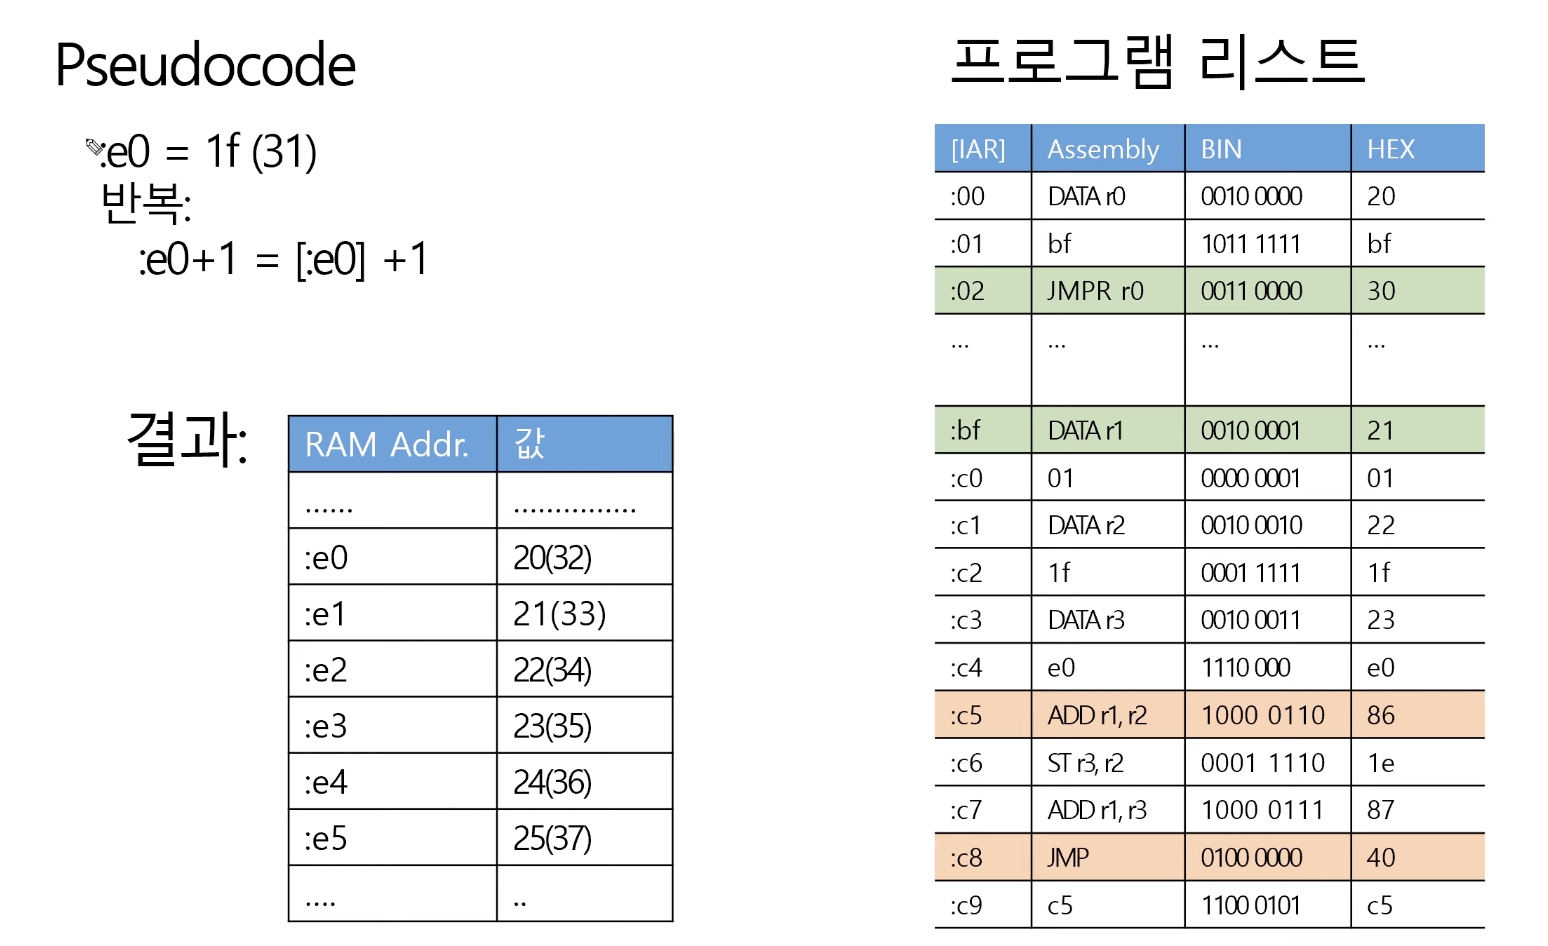 Pseudocode
:e0 = 1f (31)
반복:
:e0+1 = [:e0] +1
결과:
RAM Addr. 값
...... ...............
:e0 20(32)
:e1 21(33)
:e2 22(34)
:e3 23(35)
:e4 24(36)
:e5 25(37)
.... ..
프로그램 리스트
[IAR] Assembly BIN HEX
:00 DATA r0 0010 0000 20
:01 bf 1011 1111 bf
:02 JMPR r0 0011 0000 30
... ... ... ...
:bf DATA r1 0010 0001 21
:c0 01 0000 0001 01
:c1 DATA r2 0010 0010 22
:c2 1f 0001 1111 1f
:c3 DATA r3 0010 0011 23
:c4 e0 1110 000 e0
:c5 ADD r1, r2 1000 0110 86
:c6 ST r3, r2 0001 1110 1e
:c7 ADD r1, r3 1000 0111 87
:c8 JMP 0100 0000 40
:c9 c5 1100 0101 c5